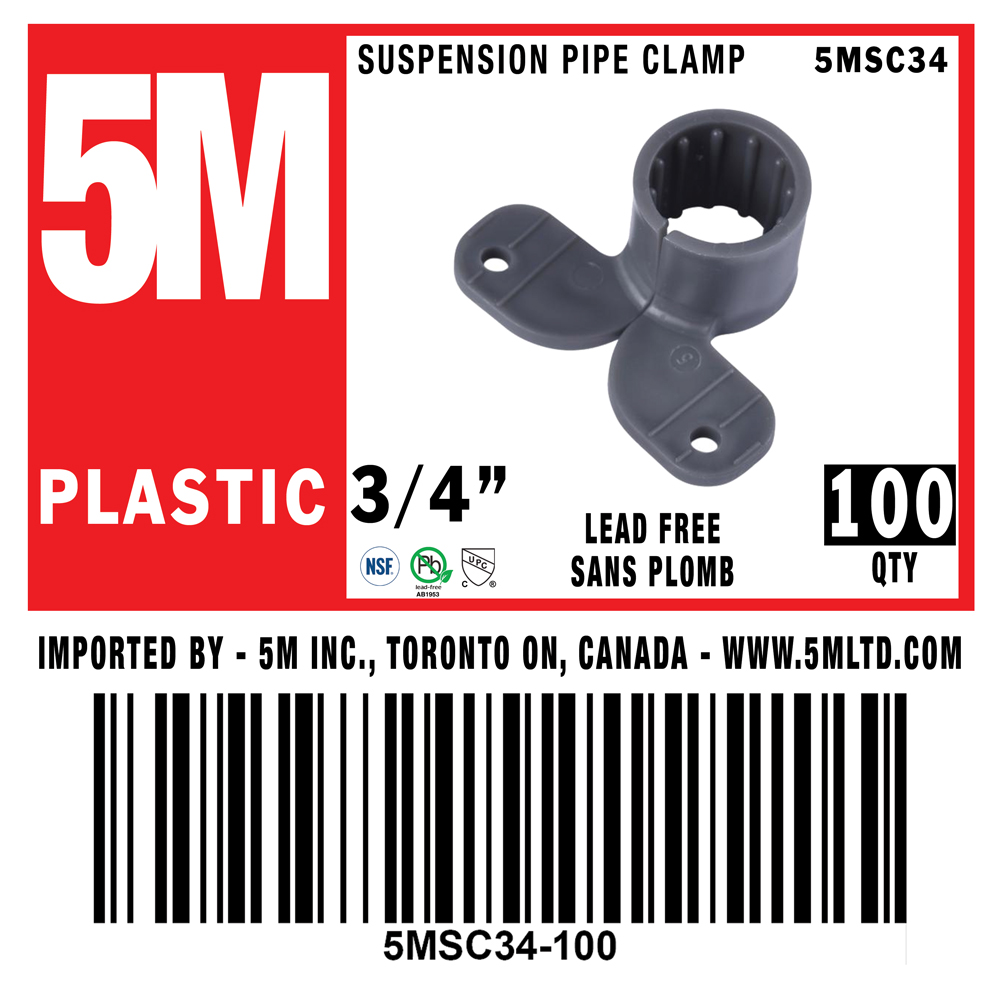 5M
SUSPENSION PIPE CLAMP 5MSC34
PLASTIC 3/4”
100
QTY
LEAD FREE
SANS PLOMB
NSF.
Pb
lead-free
AB1953
UPC
C ®
IMPORTED BY - 5M INC., TORONTO ON, CANADA - WWW.5MLTD.COM
5MSC34-100